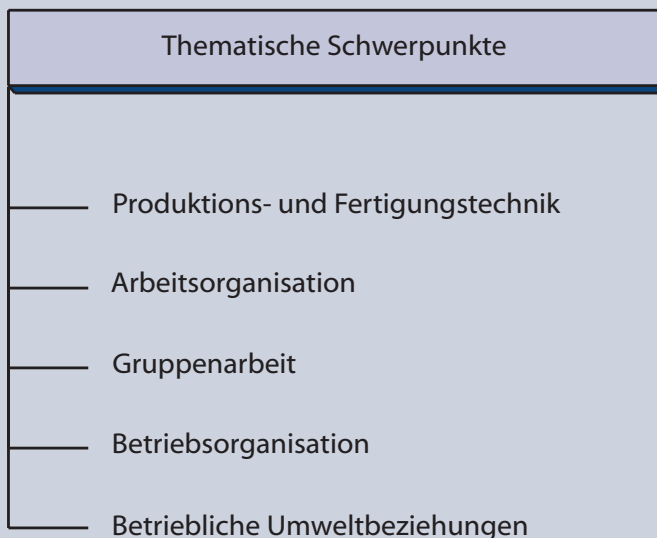 Thematische Schwerpunkte
Produktions- und Fertigungstechnik
Arbeitsorganisation
Gruppenarbeit
Betriebsorganisation
Betriebliche Umweltbeziehungen